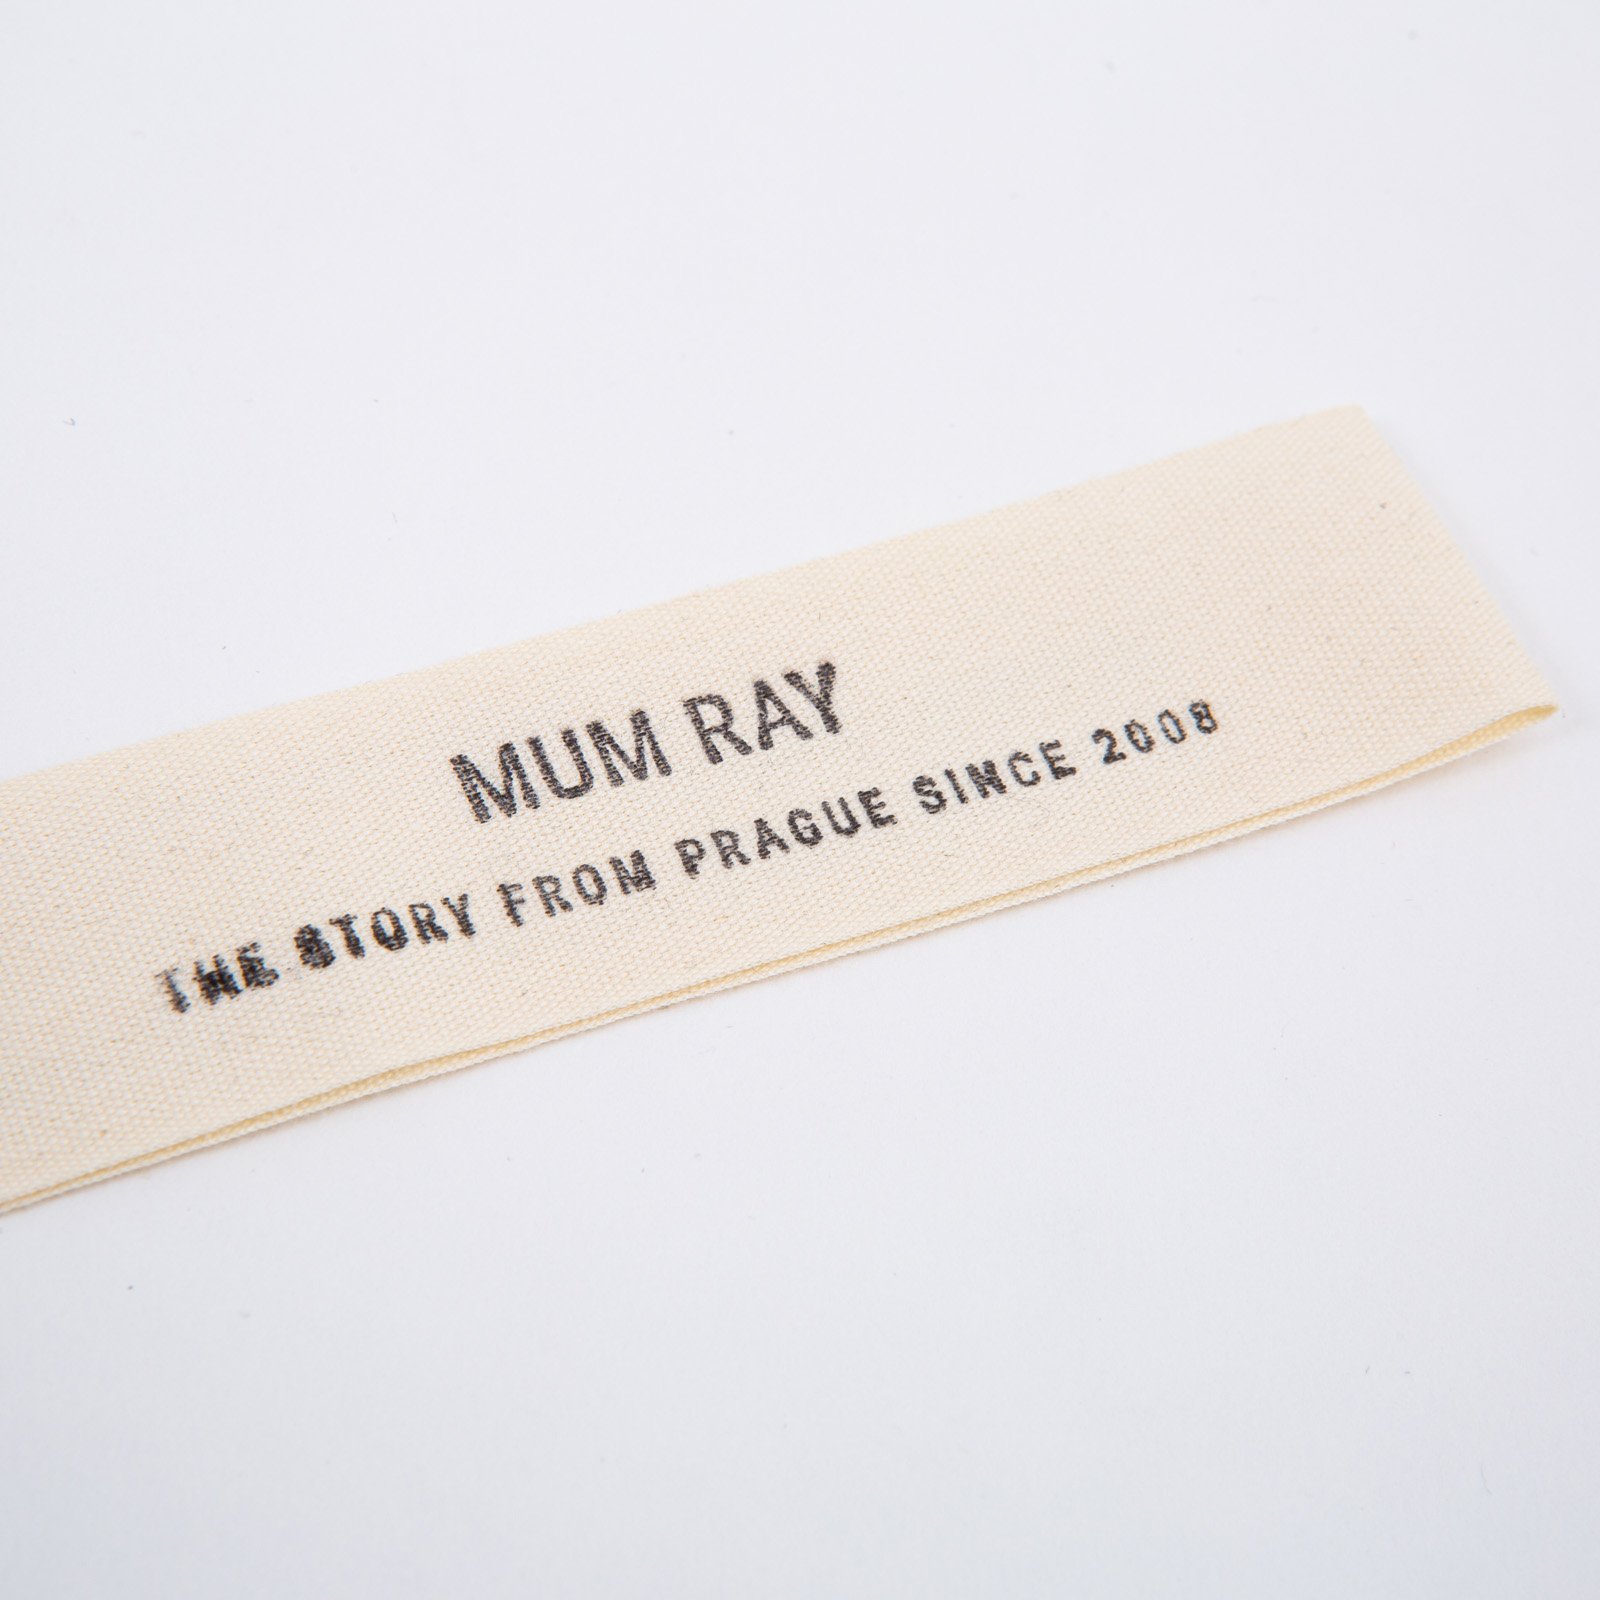 MUM RAY
THE STORY FROM PRAGUE SINCE 2008